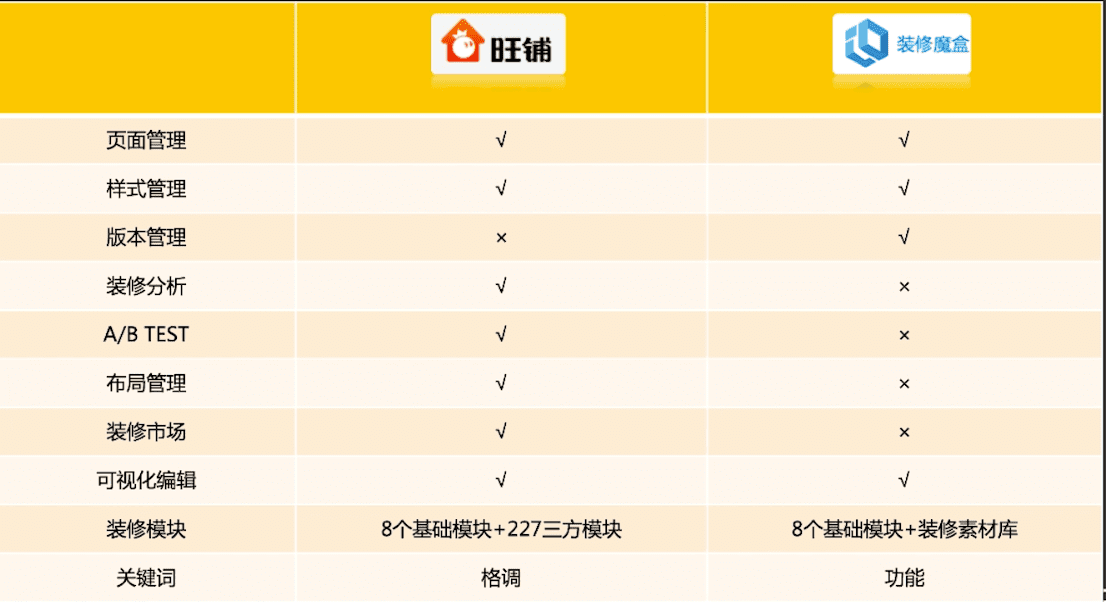 旺铺 装修魔盒
页面管理 √ √
样式管理 √ √
版本管理 × √
装修分析 √ ×
A/B TEST √ ×
布局管理 √ ×
装修市场 √ ×
可视化编辑 √ √
装修模块 8个基础模块+227三方模块 8个基础模块+装修素材库
关键词 格调 功能